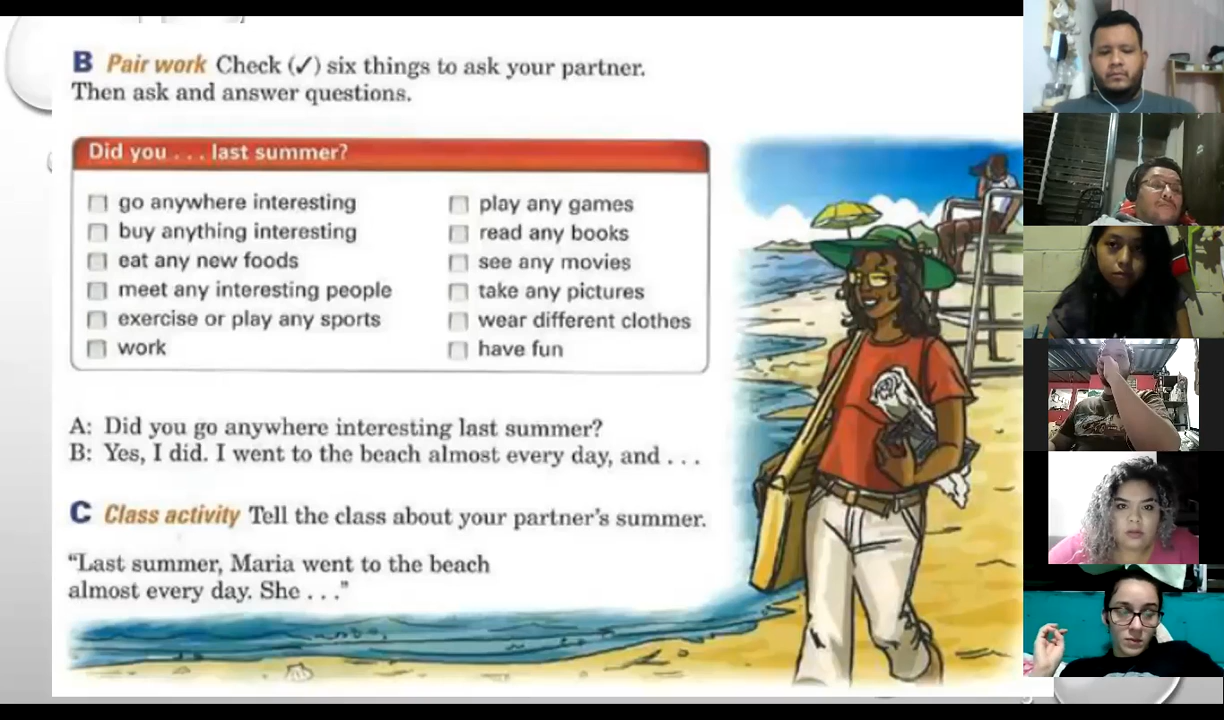 B Pair work Check (✓) six things to ask your partner.
Then ask and answer questions.
Did you . . . last summer?
go anywhere interesting
buy anything interesting
eat any new foods
meet any interesting people
exercise or play any sports
work
play any games
read any books
see any movies
take any pictures
wear different clothes
have fun
A: Did you go anywhere interesting last summer?
B: Yes, I did. I went to the beach almost every day, and . . .
C Class activity Tell the class about your partner's summer.
"Last summer, Maria went to the beach
almost every day. She . . ."